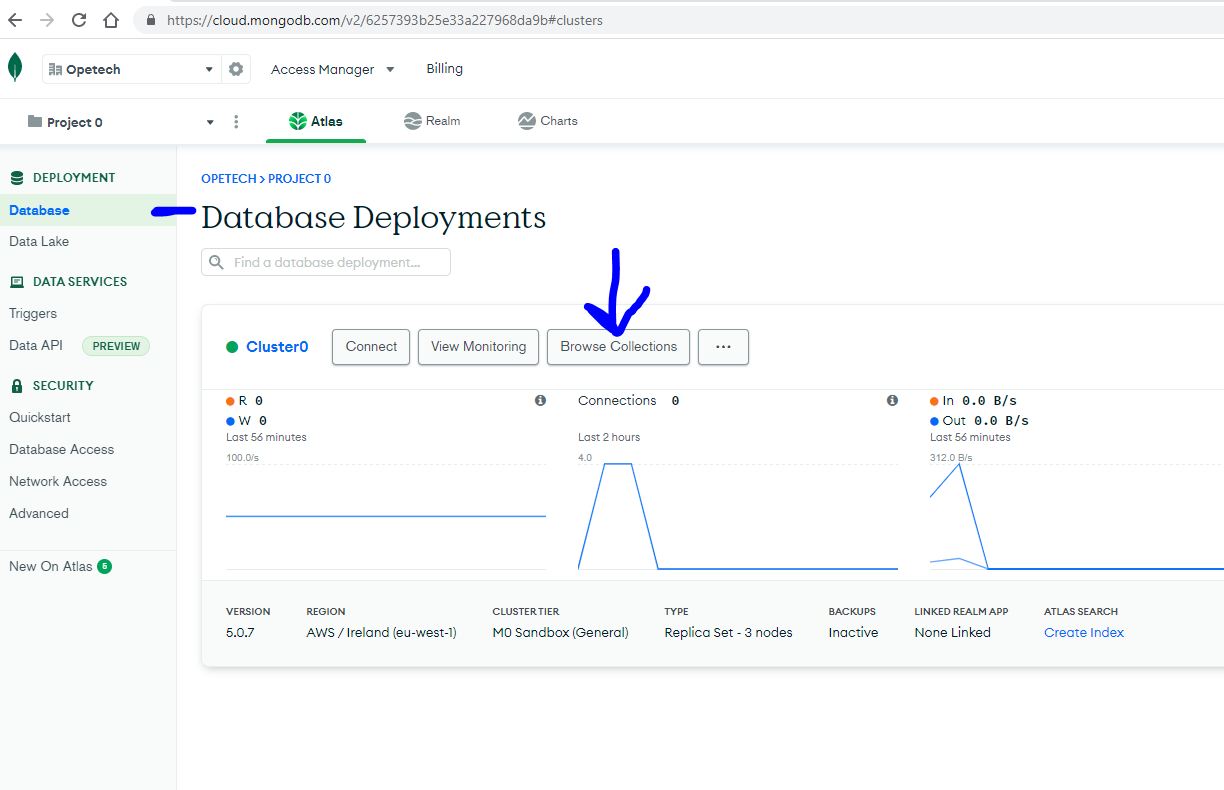 https://cloud.mongodb.com/v2/6257393b25e33a227968da9b#clusters
Opetech
Access Manager
Billing
Project 0
Atlas
Realm
Charts
DEPLOYMENT
Database
Data Lake
DATA SERVICES
Triggers
Data API PREVIEW
SECURITY
Quickstart
Database Access
Network Access
Advanced
New On Atlas 6
OPETECH > PROJECT 0
Database Deployments
Find a database deployment...
Cluster0
Connect
View Monitoring
Browse Collections
...
R 0
W 0
Last 56 minutes
100.0/s
Connections 0
Last 2 hours
4.0
In 0.0 B/s
Out 0.0 B/s
Last 56 minutes
312.0 B/s
VERSION
5.0.7
REGION
AWS / Ireland (eu-west-1)
CLUSTER TIER
M0 Sandbox (General)
TYPE
Replica Set - 3 nodes
BACKUPS
Inactive
LINKED REALM APP
None Linked
ATLAS SEARCH
Create Index